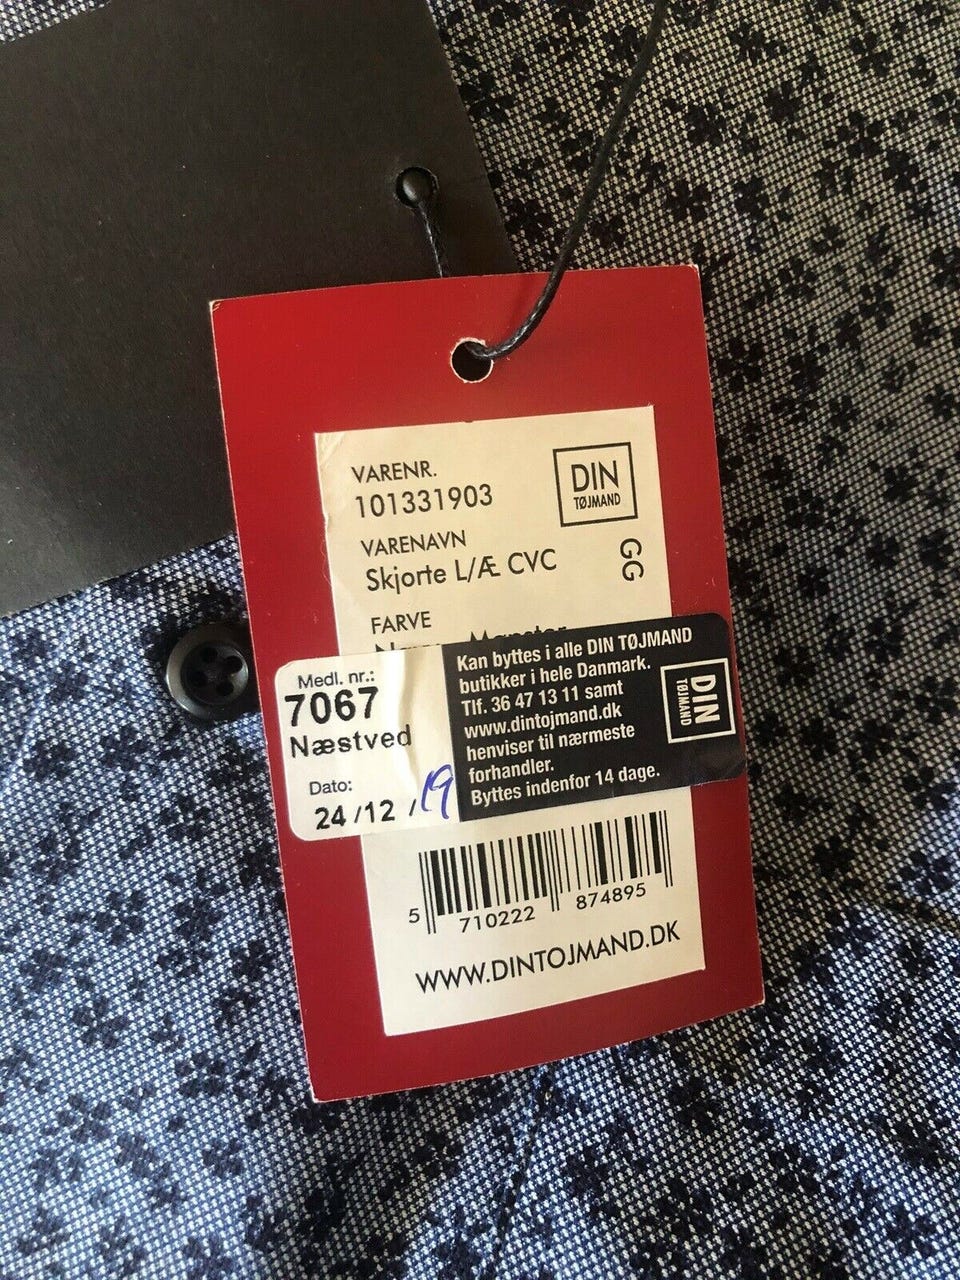 VARENR.
101331903
DIN
TØJMAND
VARENAVN
Skjorte L/Æ CVC
GG
FARVE
Medl. nr.:
7067
Næstved
Dato:
24/12/19
Kan byttes i alle DIN TØJMAND
butikker i hele Danmark.
Tlf. 36 47 13 11 samt
www.dintojmand.dk
henviser til nærmeste
forhandler.
Byttes indenfor 14 dage.
DIN
TØJMAND
5 710222 874895
WWW.DINTOJMAND.DK